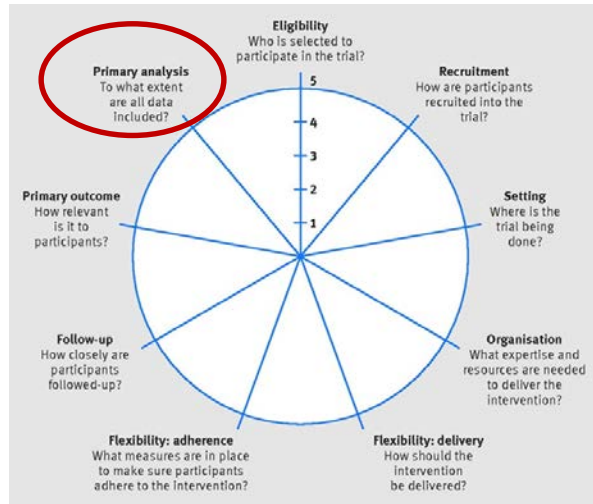 Eligibility
Who is selected to
participate in the trial?
Primary analysis
To what extent
are all data
included?
Recruitment
How are participants
recruited into the
trial?
5
4
3
2
1
Primary outcome
How relevant
is it to
participants?
Setting
Where is the
trial being
done?
Follow-up
How closely are
participants
followed-up?
Organisation
What expertise and
resources are needed
to deliver the
intervention?
Flexibility: adherence
What measures are in place
to make sure participants
adhere to the intervention?
Flexibility: delivery
How should the
intervention
be delivered?